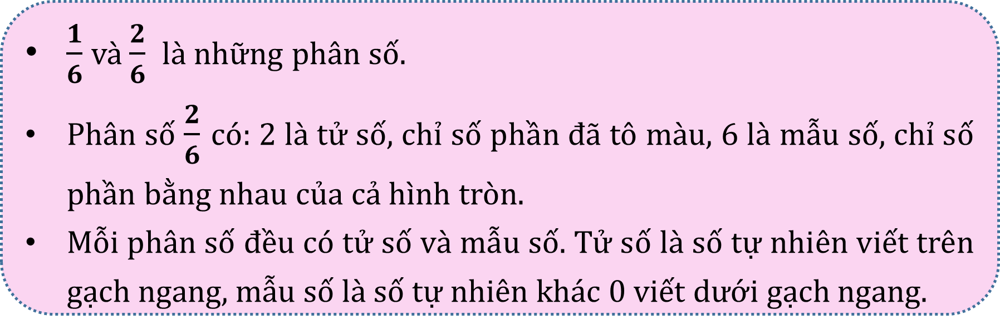 • 1/6 và 2/6 là những phân số.
• Phân số 2/6 có: 2 là tử số, chỉ số phần đã tô màu, 6 là mẫu số, chỉ số
phần bằng nhau của cả hình tròn.
• Mỗi phân số đều có tử số và mẫu số. Tử số là số tự nhiên viết trên
gạch ngang, mẫu số là số tự nhiên khác 0 viết dưới gạch ngang.